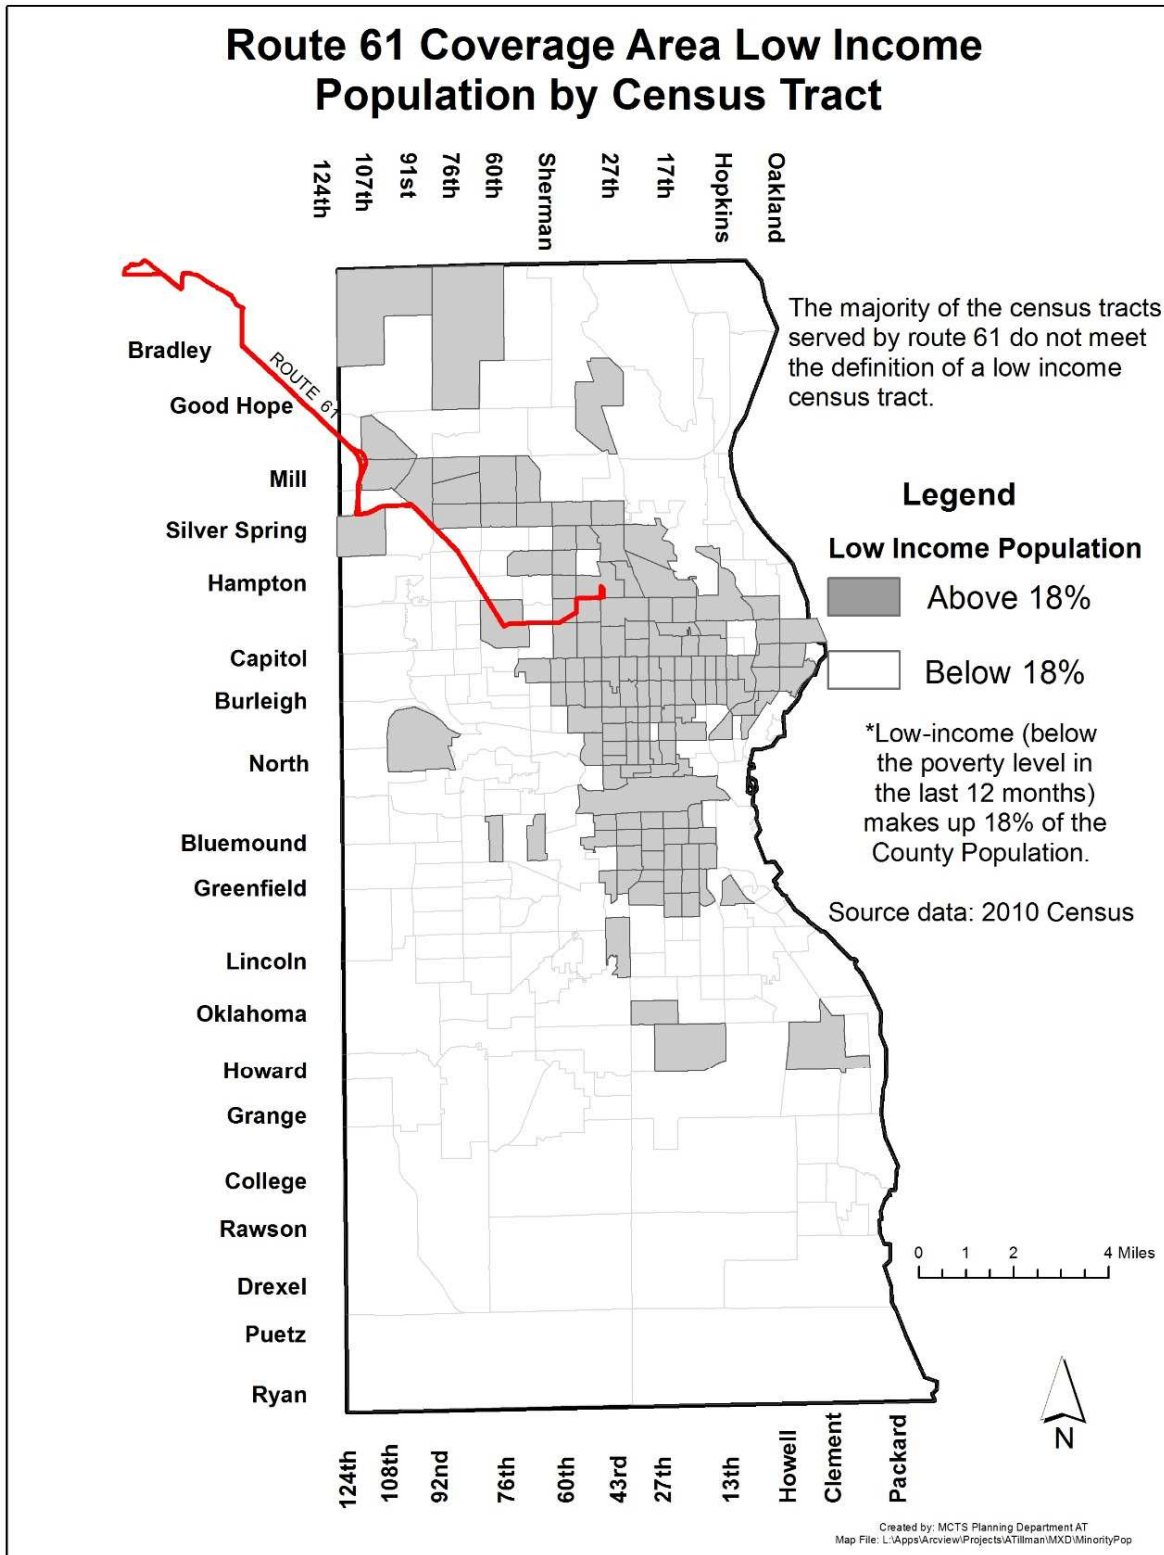 Route 61 Coverage Area Low Income
Population by Census Tract
124th
107th
91st
76th
60th
Sherman
27th
17th
Hopkins
Oakland
The majority of the census tracts
served by route 61 do not meet
the definition of a low income
census tract.
Bradley
ROUTE 61
Good Hope
Mill
Silver Spring
Hampton
Capitol
Burleigh
North
Bluemound
Greenfield
Lincoln
Oklahoma
Howard
Grange
College
Rawson
Drexel
Puetz
Ryan
Legend
Low Income Population
Above 18%
Below 18%
*Low-income (below
the poverty level in
the last 12 months)
makes up 18% of the
County Population.
Source data: 2010 Census
0 1 2 4 Miles
N
124th
108th
92nd
76th
60th
43rd
27th
13th
Howell
Clement
Packard
Created by: MCTS Planning Department AT
Map File: L:\Apps\Arcview\Projects\ATillman\MXD\MinorityPop